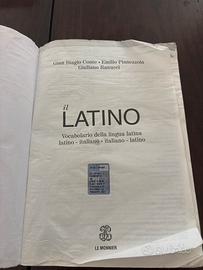 Gian Biagio Conte • Emilio Pianezzola
Giuliano Ranucci
il
LATINO
Vocabolario della lingua latina
latino - italiano • italiano - latino
LE MONNIER